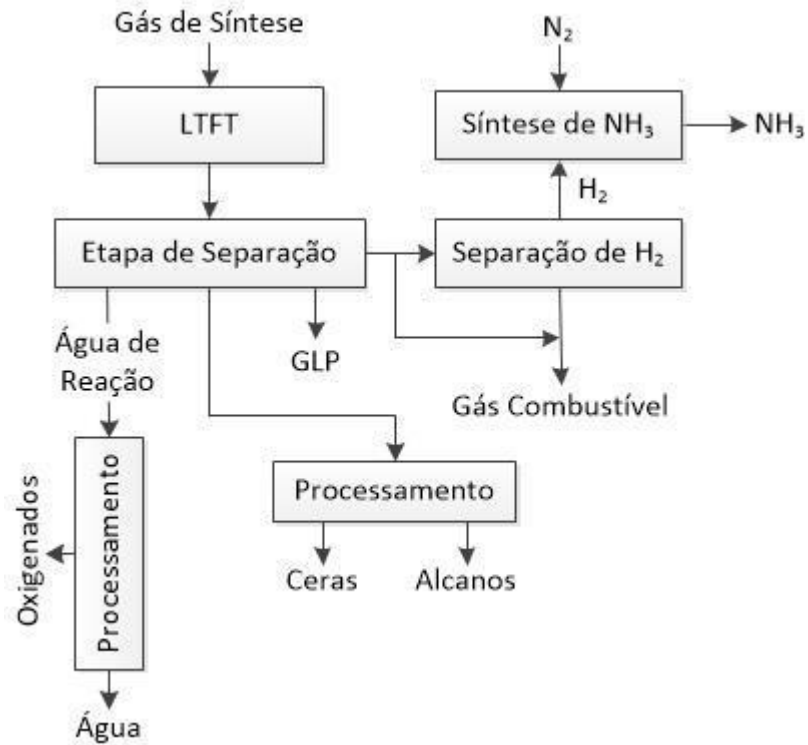 Gás de Síntese
N₂
LTFT
Síntese de NH₃
NH₃
H₂
Etapa de Separação
Separação de H₂
Água de
Reação
GLP
Gás Combustível
Processamento
Oxigenados
Processamento
Ceras
Alcanos
Água